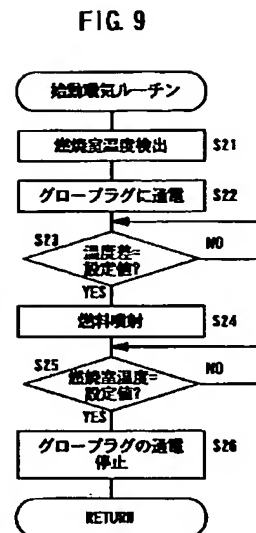 FIG. 9
始動暖気ルーチン
燃焼室温度検出 S21
グロープラグに通電 S22
S23
温度差=
設定値?
NO
YES
燃料噴射 S24
S25
燃焼室温度=
設定値?
NO
YES
グロープラグの通電
停止
S26
RETURN